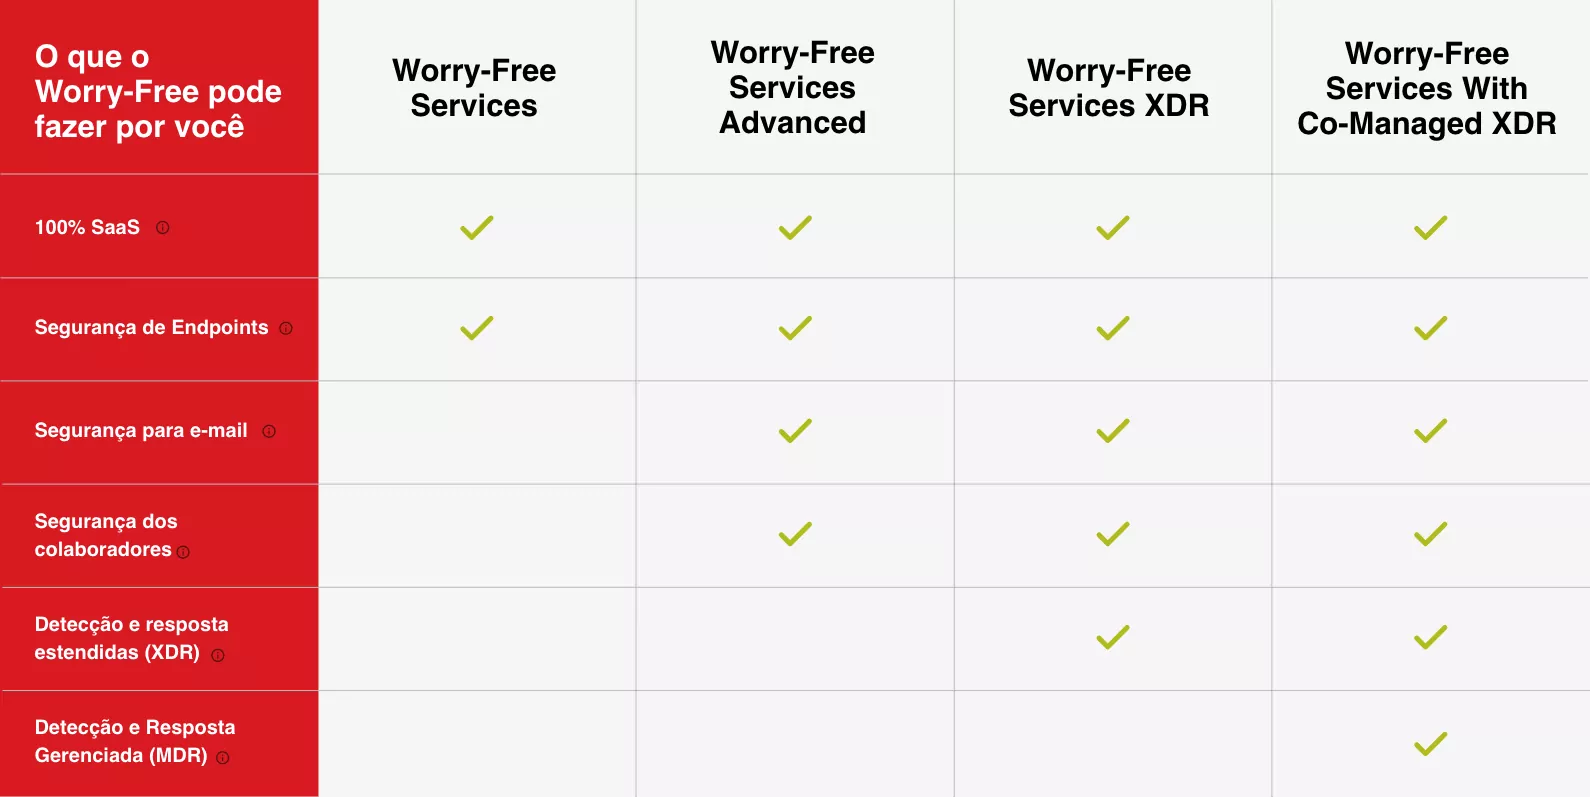 O que o
Worry-Free pode
fazer por você
Worry-Free
Services
Worry-Free
Services
Advanced
Worry-Free
Services XDR
Worry-Free
Services With
Co-Managed XDR
100% SaaS
Segurança de Endpoints
Segurança para e-mail
Segurança dos
colaboradores
Detecção e resposta
estendidas (XDR)
Detecção e Resposta
Gerenciada (MDR)